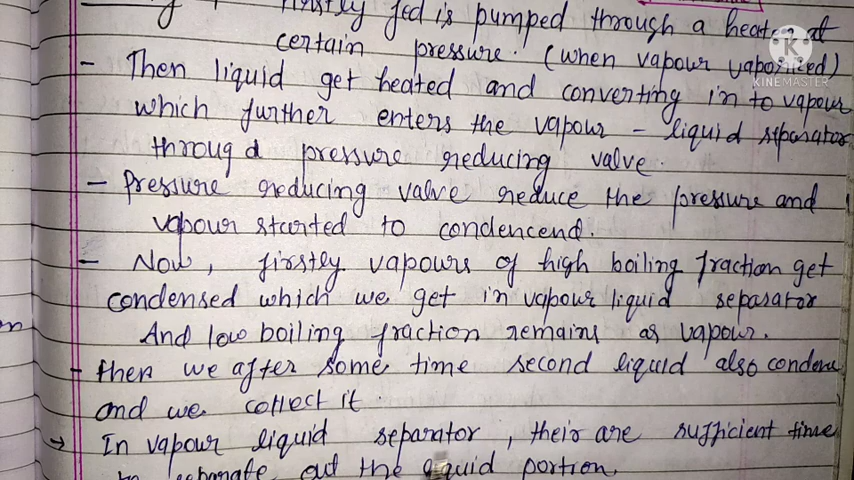 firstly fed is pumped through a heater at
certain pressure. (when vapour vaporized)
- Then liquid get heated and converting in to vapour
which further enters the vapour - liquid separator
throug a pressure reducing valve.
- Pressure reducing valve reduce the pressure and
vapour started to condencend.
- Now, firstly vapours of high boiling fraction get
condensed which we get in vapour liquid separator
And low boiling fraction remains as vapour.
- then we after some time second liquid also condense
and we collect it.
→ In vapour liquid separator, their are sufficient time
to separate out the liquid portion.
K
KINEMASTER